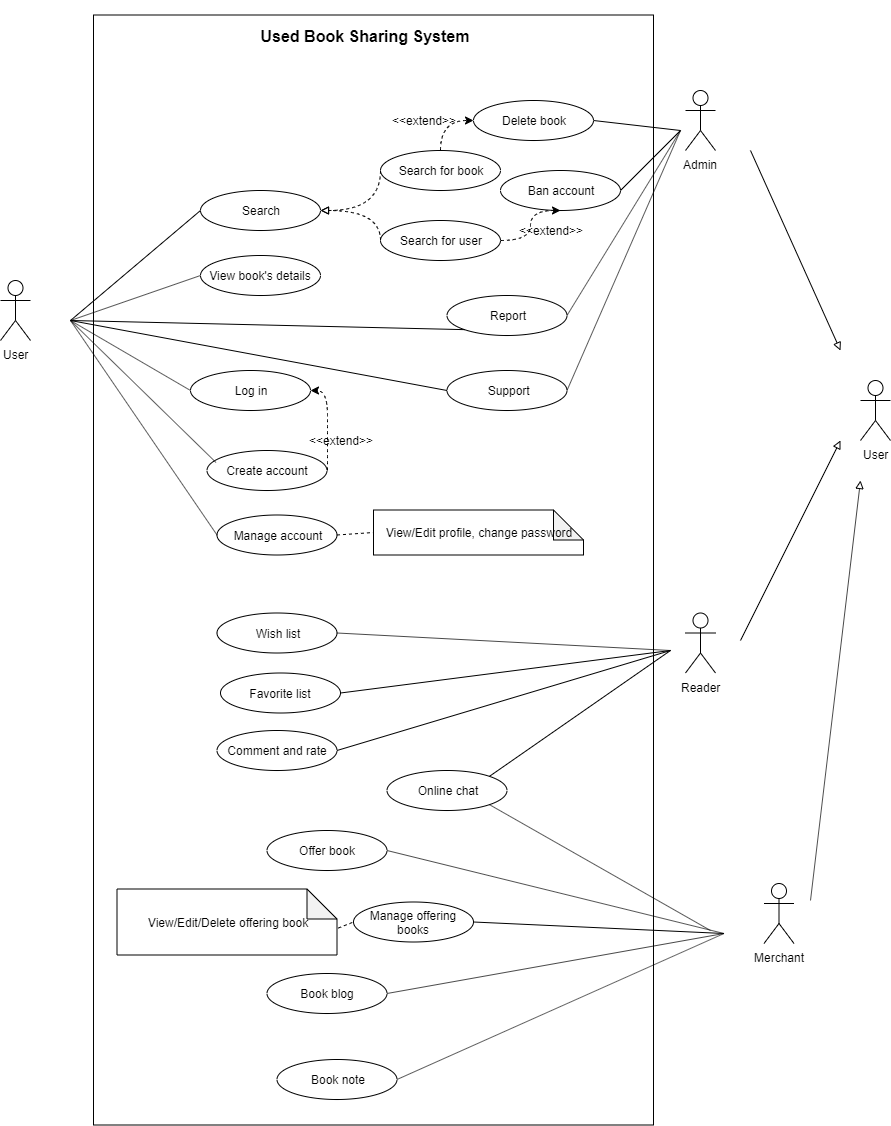 Used Book Sharing System
<<extend>>
Delete book
Search for book
Admin
Ban account
Search
Search for user
<<extend>>
View book's details
Report
User
Log in
Support
<<extend>>
User
Create account
Manage account
View/Edit profile, change password
Wish list
Reader
Favorite list
Comment and rate
Online chat
Offer book
View/Edit/Delete offering book
Manage offering
books
Merchant
Book blog
Book note